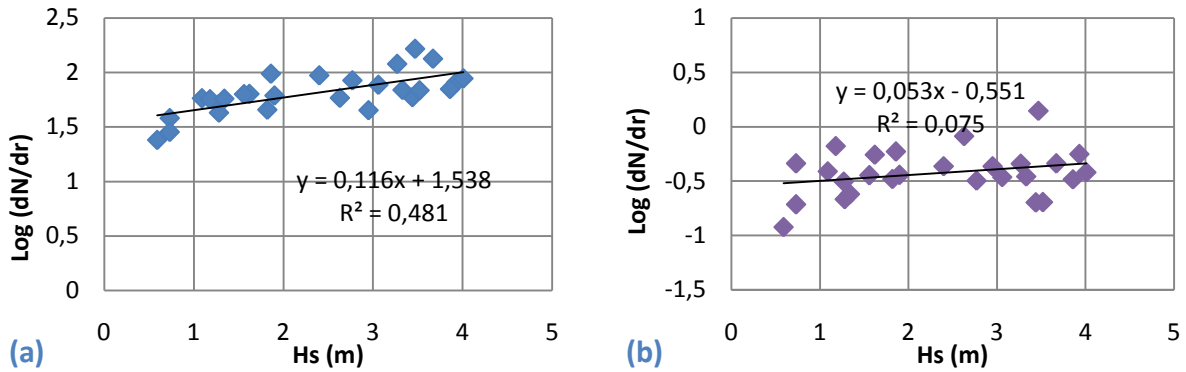 2,5
2
1,5
1
0,5
0
Log (dN/dr)
y = 0,116x + 1,538
R² = 0,481
0 1 2 3 4 5
Hs (m)
(a)
1
0,5
0
-0,5
-1
-1,5
Log (dN/dr)
y = 0,053x - 0,551
R² = 0,075
0 1 2 3 4 5
Hs (m)
(b)